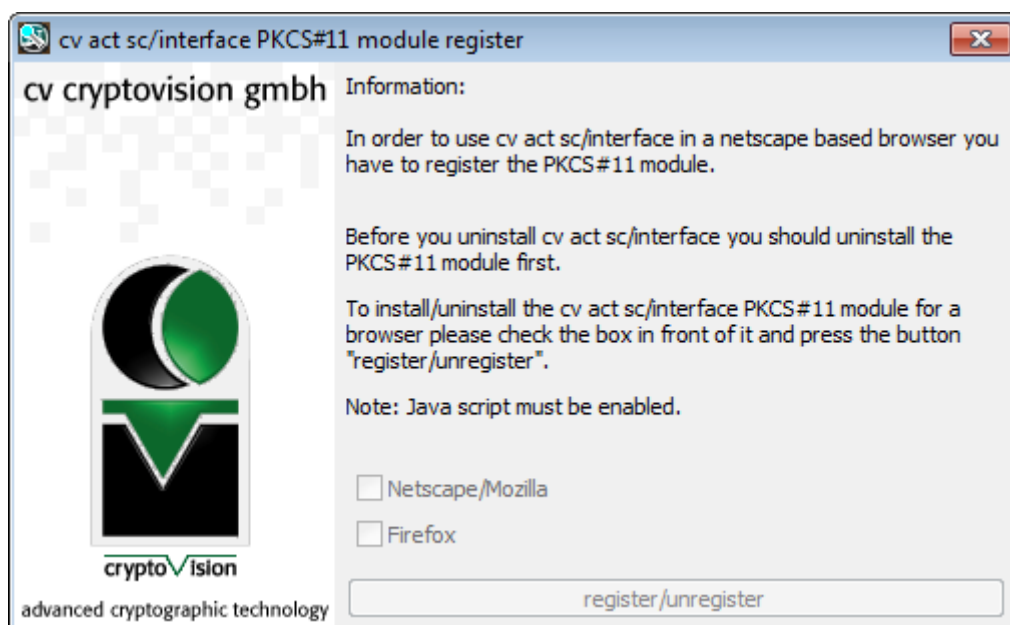 cv act sc/interface PKCS#11 module register
cv cryptovision gmbh
Information:
In order to use cv act sc/interface in a netscape based browser you
have to register the PKCS#11 module.
Before you uninstall cv act sc/interface you should uninstall the
PKCS#11 module first.
To install/uninstall the cv act sc/interface PKCS#11 module for a
browser please check the box in front of it and press the button
"register/unregister".
Note: Java script must be enabled.
Netscape/Mozilla
Firefox
register/unregister
cryptoVision
advanced cryptographic technology